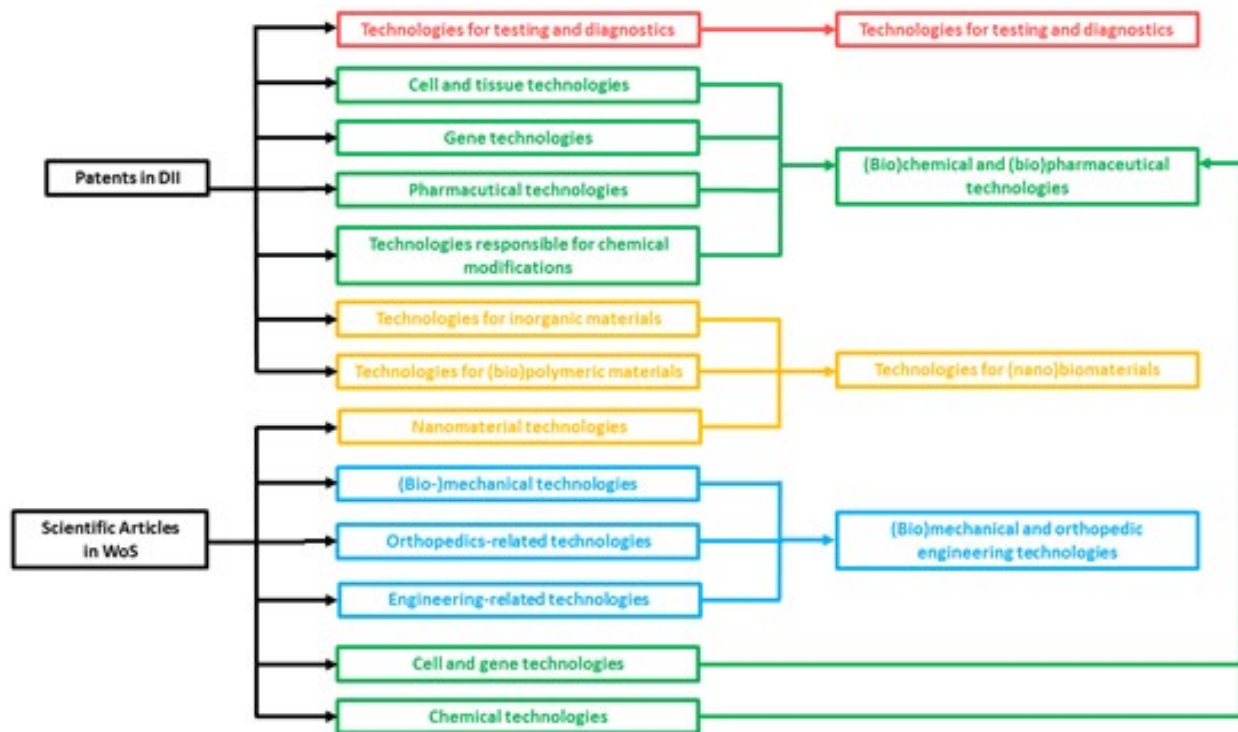 Technologies for testing and diagnostics
Technologies for testing and diagnostics
Cell and tissue technologies
Gene technologies
Patents in DII
(Bio)chemical and (bio)pharmaceutical
technologies
Pharmacutical technologies
Technologies responsible for chemical
modifications
Technologies for inorganic materials
Technologies for (bio)polymeric materials
Technologies for (nano)biomaterials
Nanomaterial technologies
(Bio-)mechanical technologies
Scientific Articles
in WoS
Orthopedics-related technologies
(Bio)mechanical and orthopedic
engineering technologies
Engineering-related technologies
Cell and gene technologies
Chemical technologies